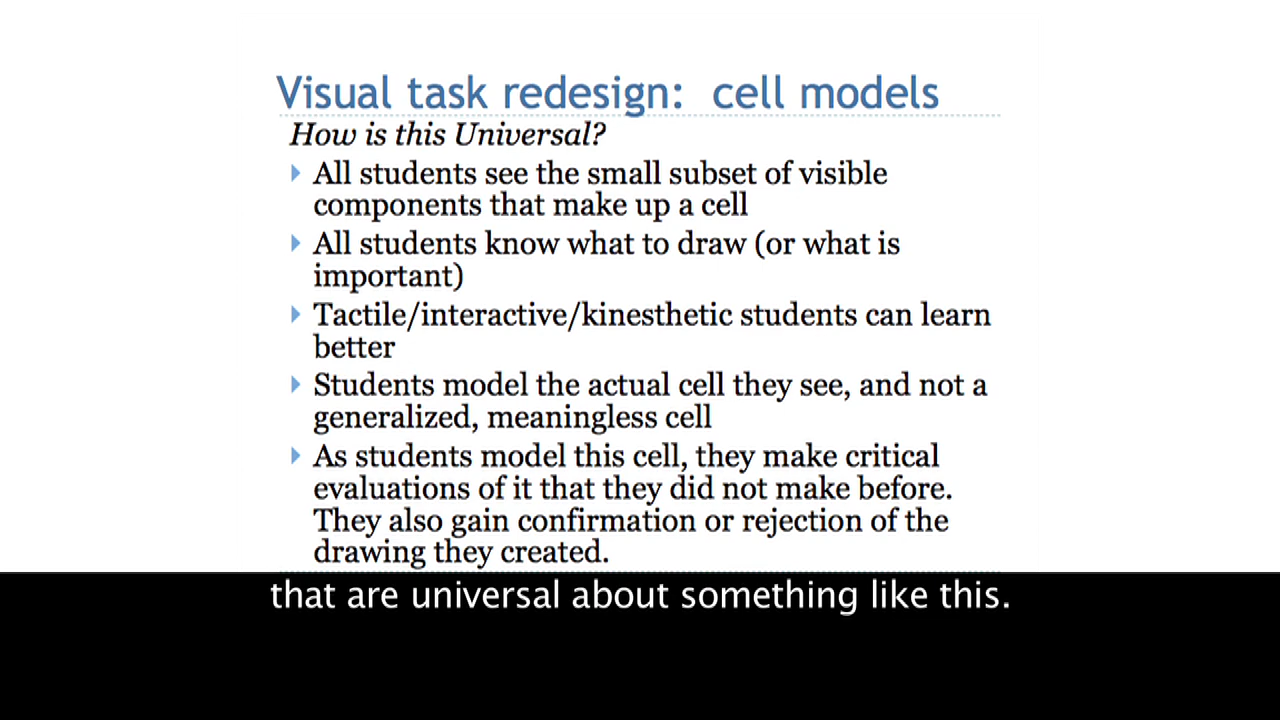 Visual task redesign: cell models
How is this Universal?
All students see the small subset of visible
components that make up a cell
All students know what to draw (or what is
important)
Tactile/interactive/kinesthetic students can learn
better
Students model the actual cell they see, and not a
generalized, meaningless cell
As students model this cell, they make critical
evaluations of it that they did not make before.
They also gain confirmation or rejection of the
drawing they created.
that are universal about something like this.